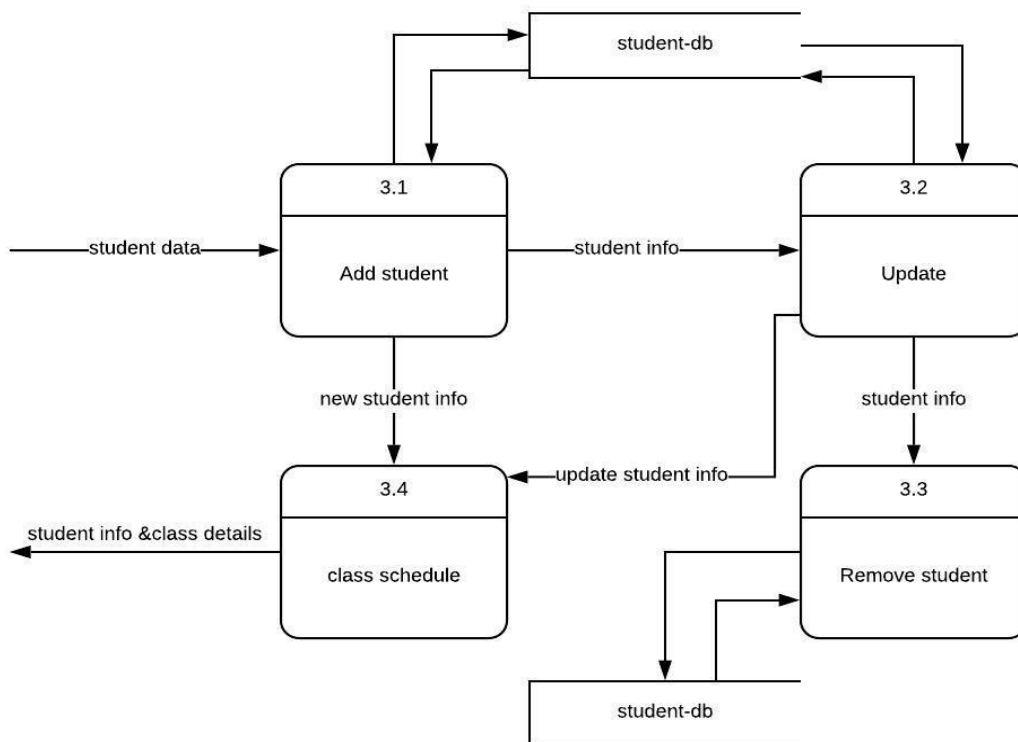 student-db
3.1
3.2
student data
Add student
student info
Update
new student info
student info
update student info
3.4
3.3
student info &class details
class schedule
Remove student
student-db